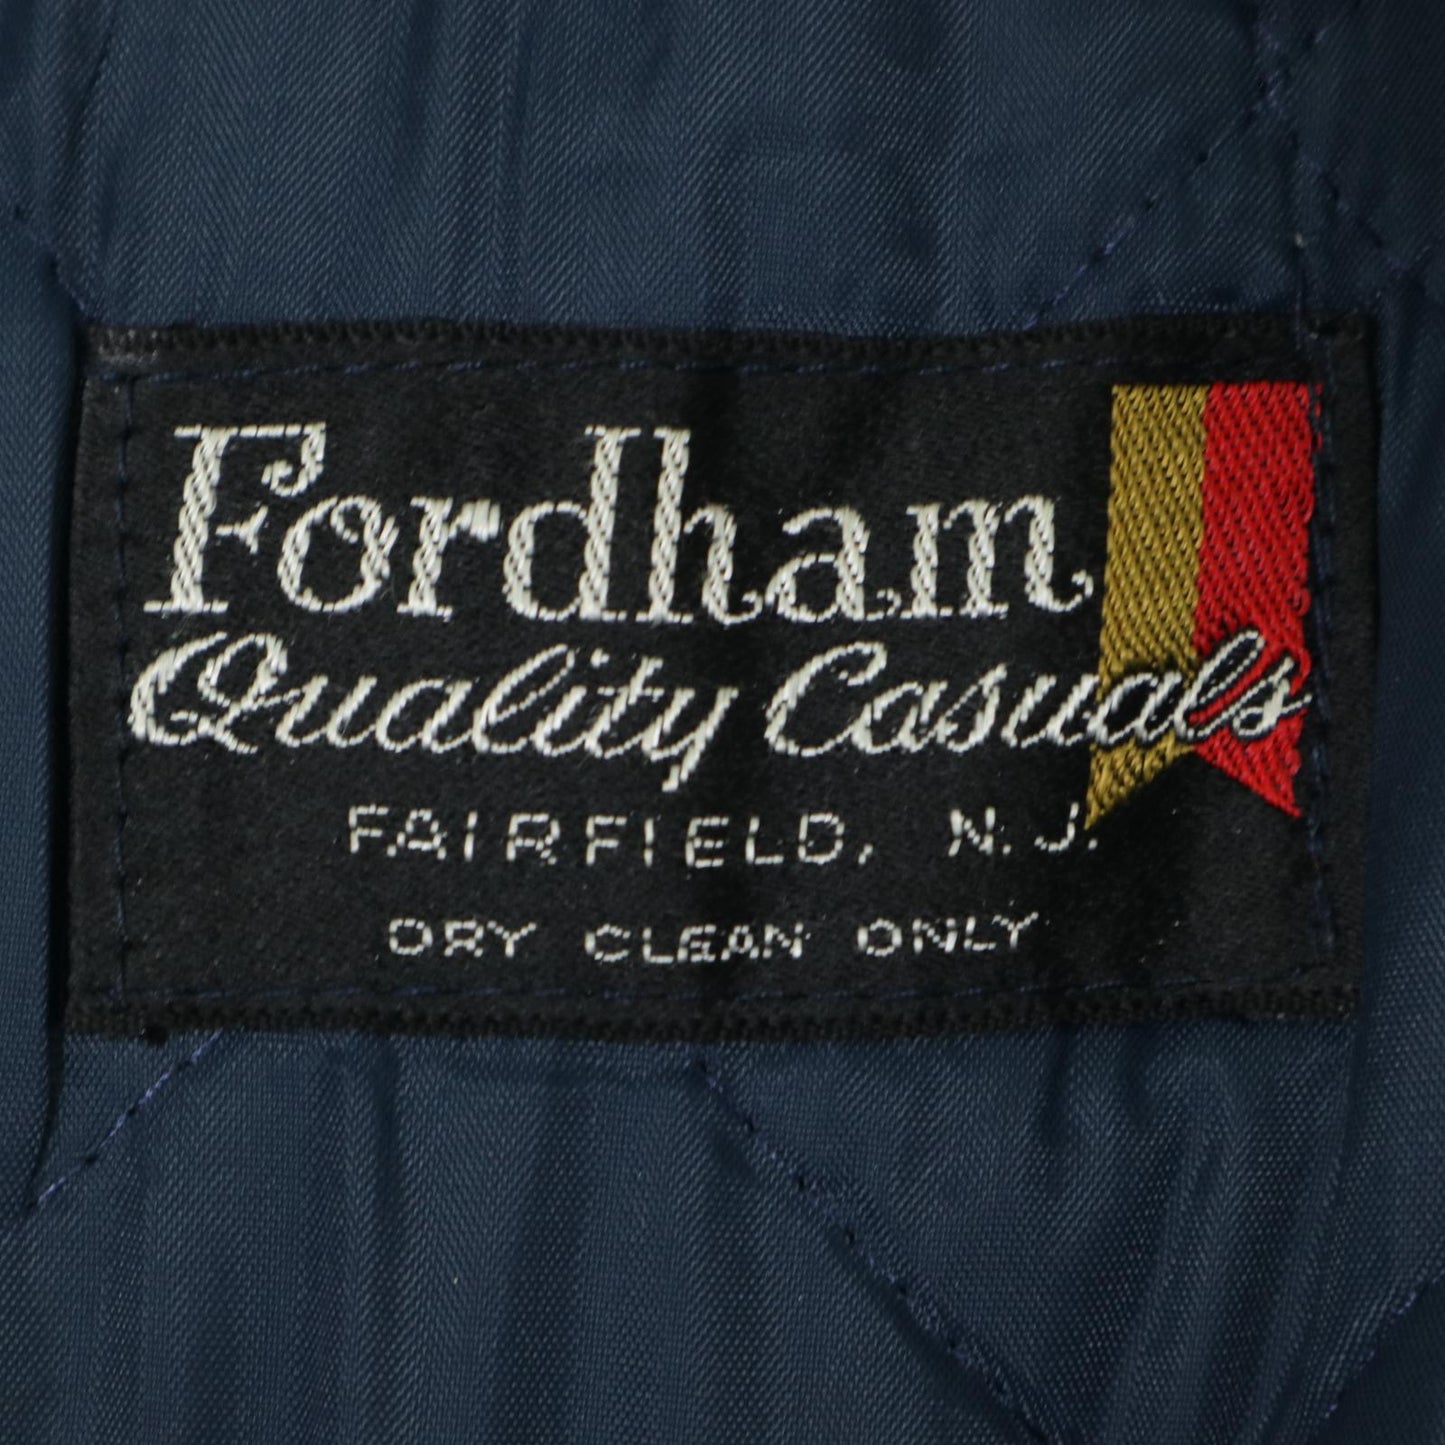 Fordham
Quality Casuals
FAIRFIELD, N.J.
DRY CLEAN ONLY